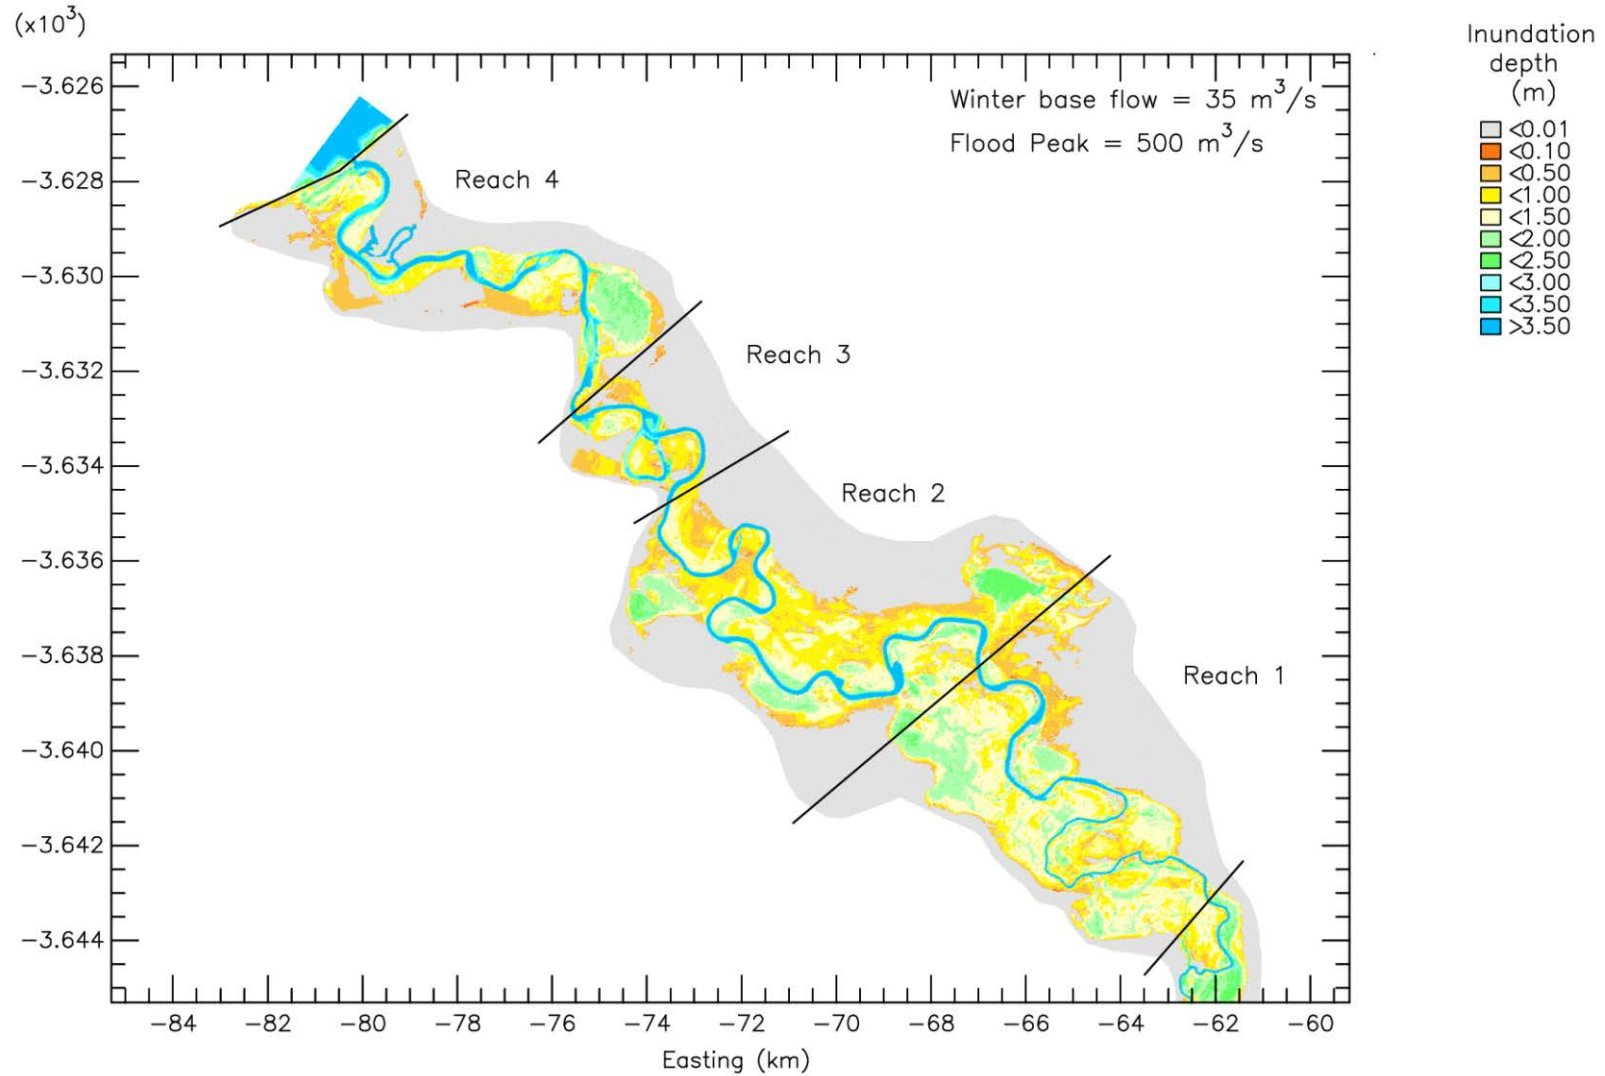 (x10³)
Inundation
depth
(m)
−3.626
Winter base flow = 35 m³/s
Flood Peak = 500 m³/s
<0.01
<0.10
<0.50
<1.00
<1.50
<2.00
<2.50
<3.00
<3.50
>3.50
−3.628
Reach 4
−3.630
−3.632
Reach 3
−3.634
Reach 2
−3.636
−3.638
Reach 1
−3.640
−3.642
−3.644
−84 −82 −80 −78 −76 −74 −72 −70 −68 −66 −64 −62 −60
Easting (km)